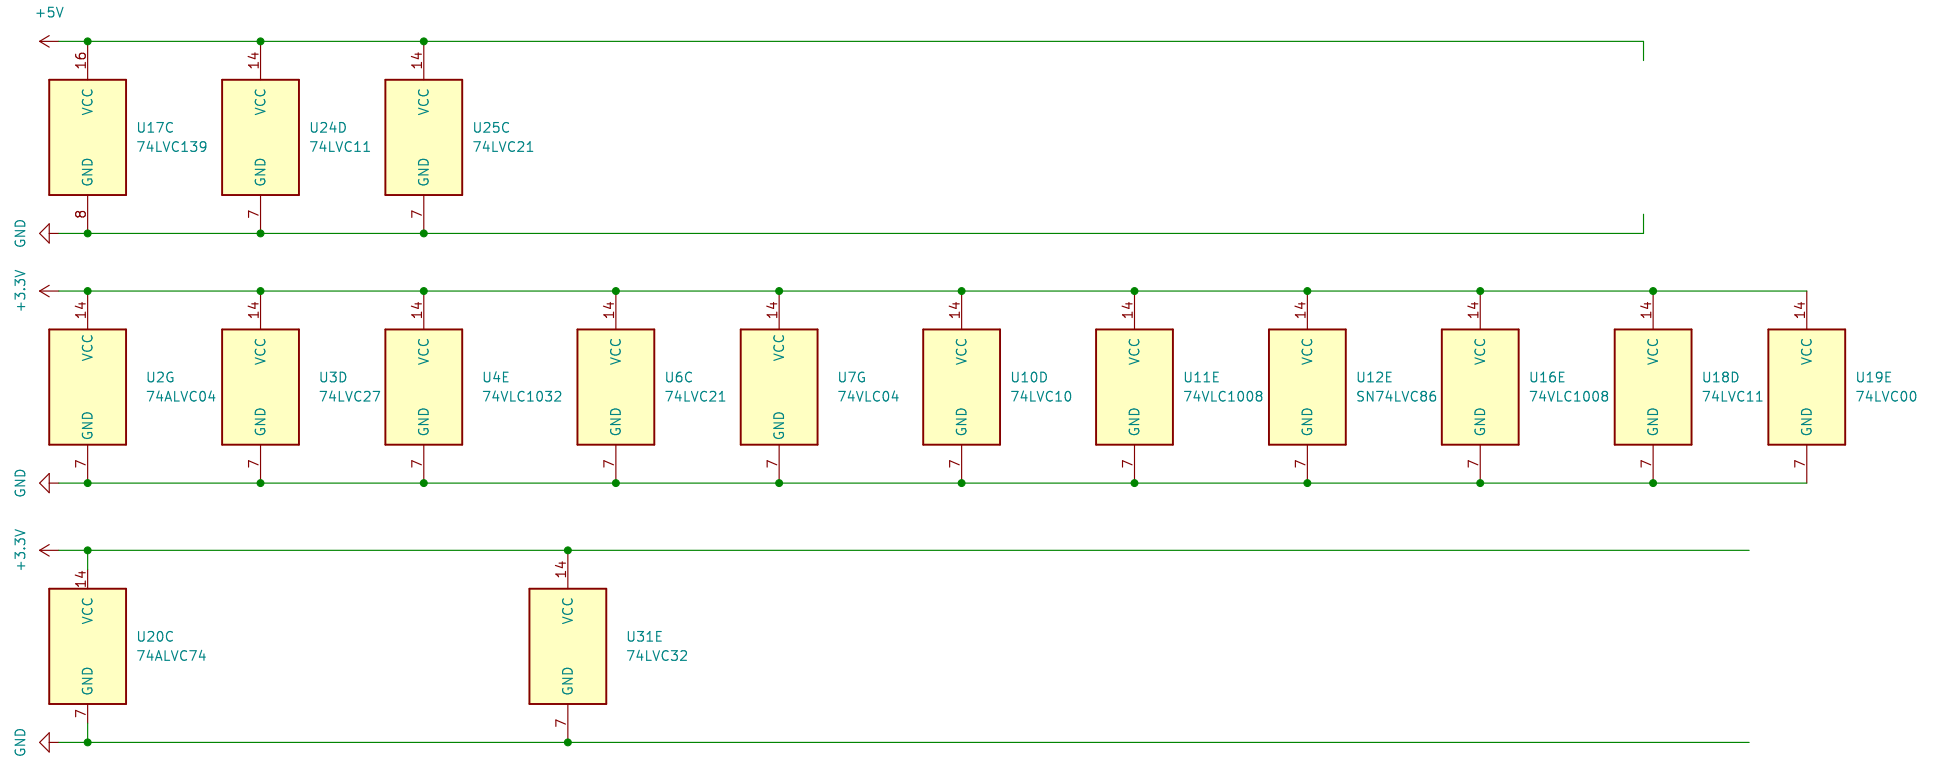 +5V
16
14
14
VCC
VCC
VCC
U17C
74LVC139
U24D
74LVC11
U25C
74LVC21
GND
GND
GND
8
7
7
GND
+3.3V
14
14
14
14
14
14
14
14
14
14
14
VCC
VCC
VCC
VCC
VCC
VCC
VCC
VCC
VCC
VCC
VCC
U2G
74ALVC04
U3D
74LVC27
U4E
74VLC1032
U6C
74LVC21
U7G
74VLC04
U10D
74LVC10
U11E
74VLC1008
U12E
SN74LVC86
U16E
74VLC1008
U18D
74LVC11
U19E
74LVC00
GND
GND
GND
GND
GND
GND
GND
GND
GND
GND
GND
7
7
7
7
7
7
7
7
7
7
7
GND
+3.3V
14
14
VCC
VCC
U20C
74ALVC74
U31E
74LVC32
GND
GND
7
7
GND